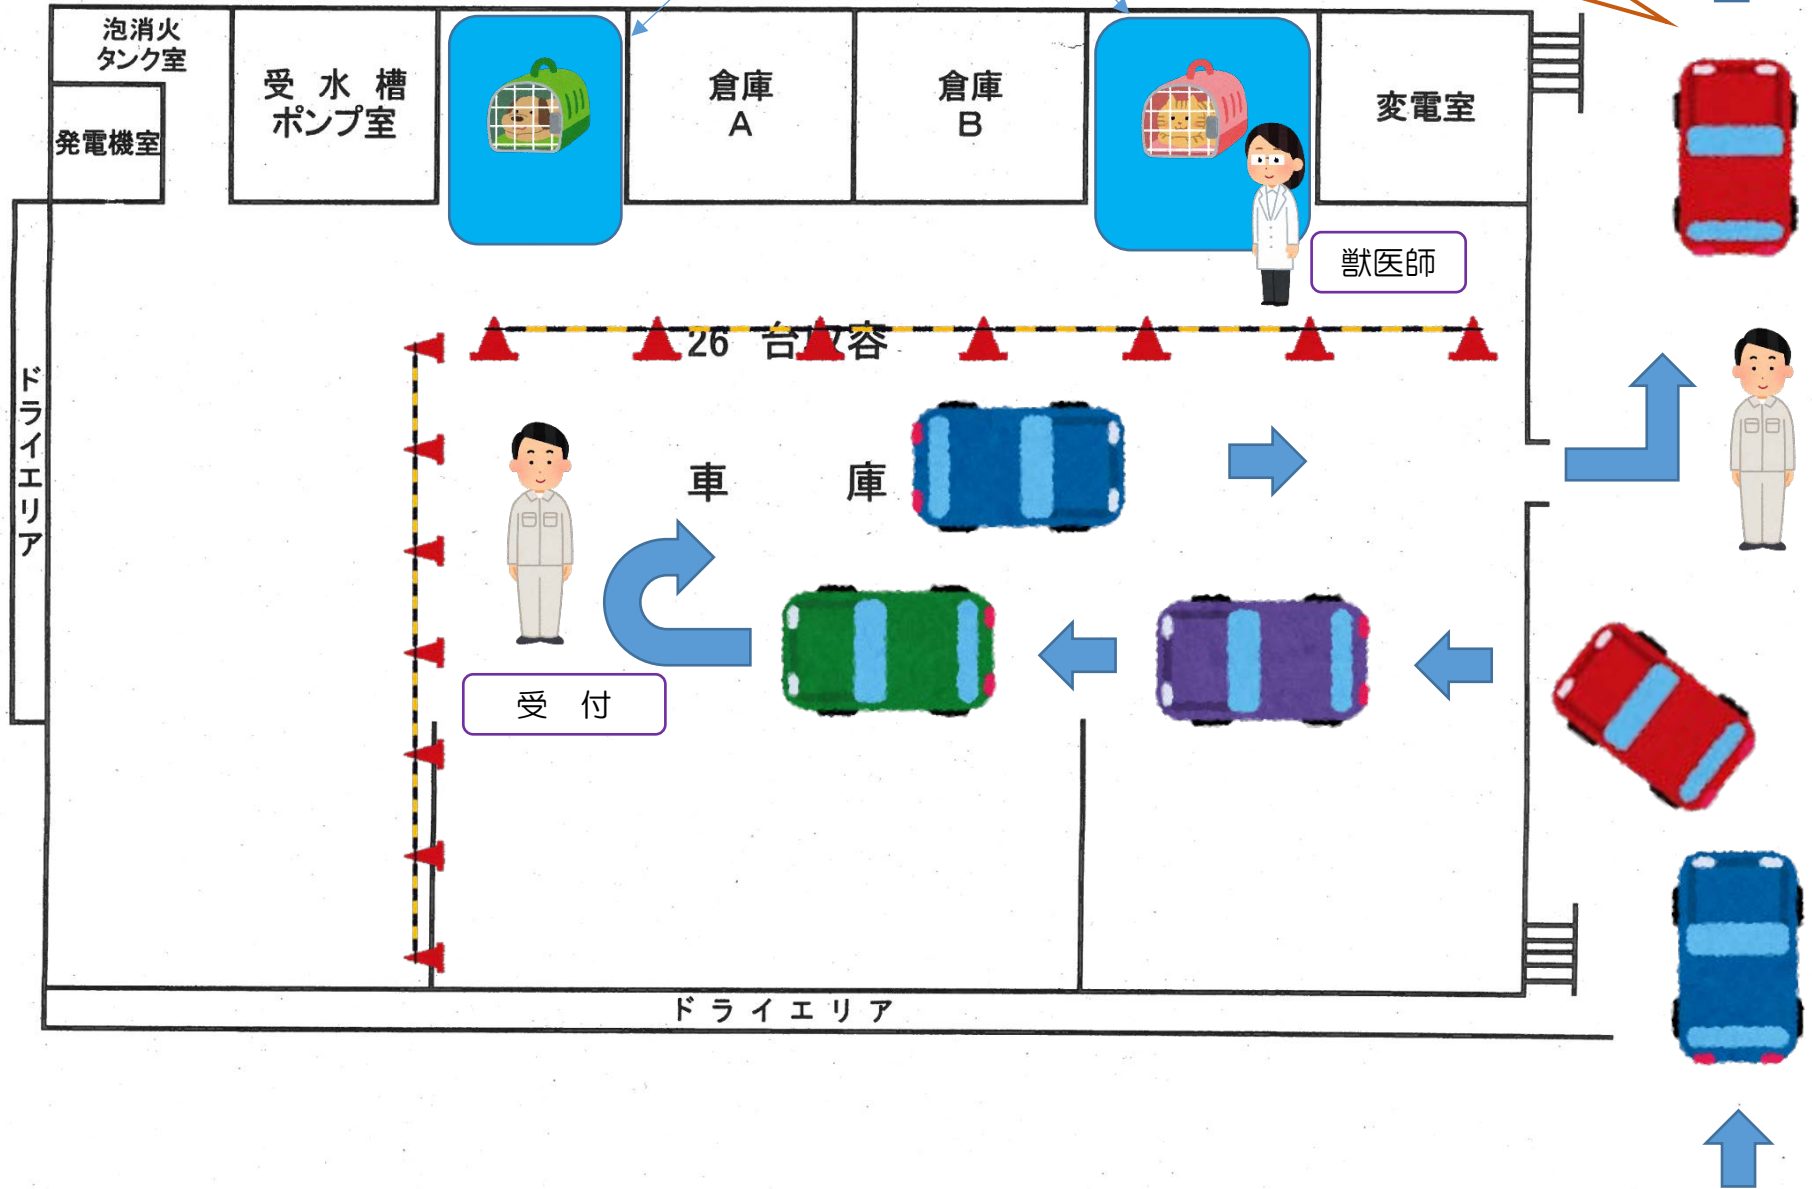 泡消火
タンク室
発電機室
受 水 槽
ポンプ室
倉庫
A
倉庫
B
変電室
獣医師
26 台収容
車 庫
受 付
ドライエリア
ドライエリア